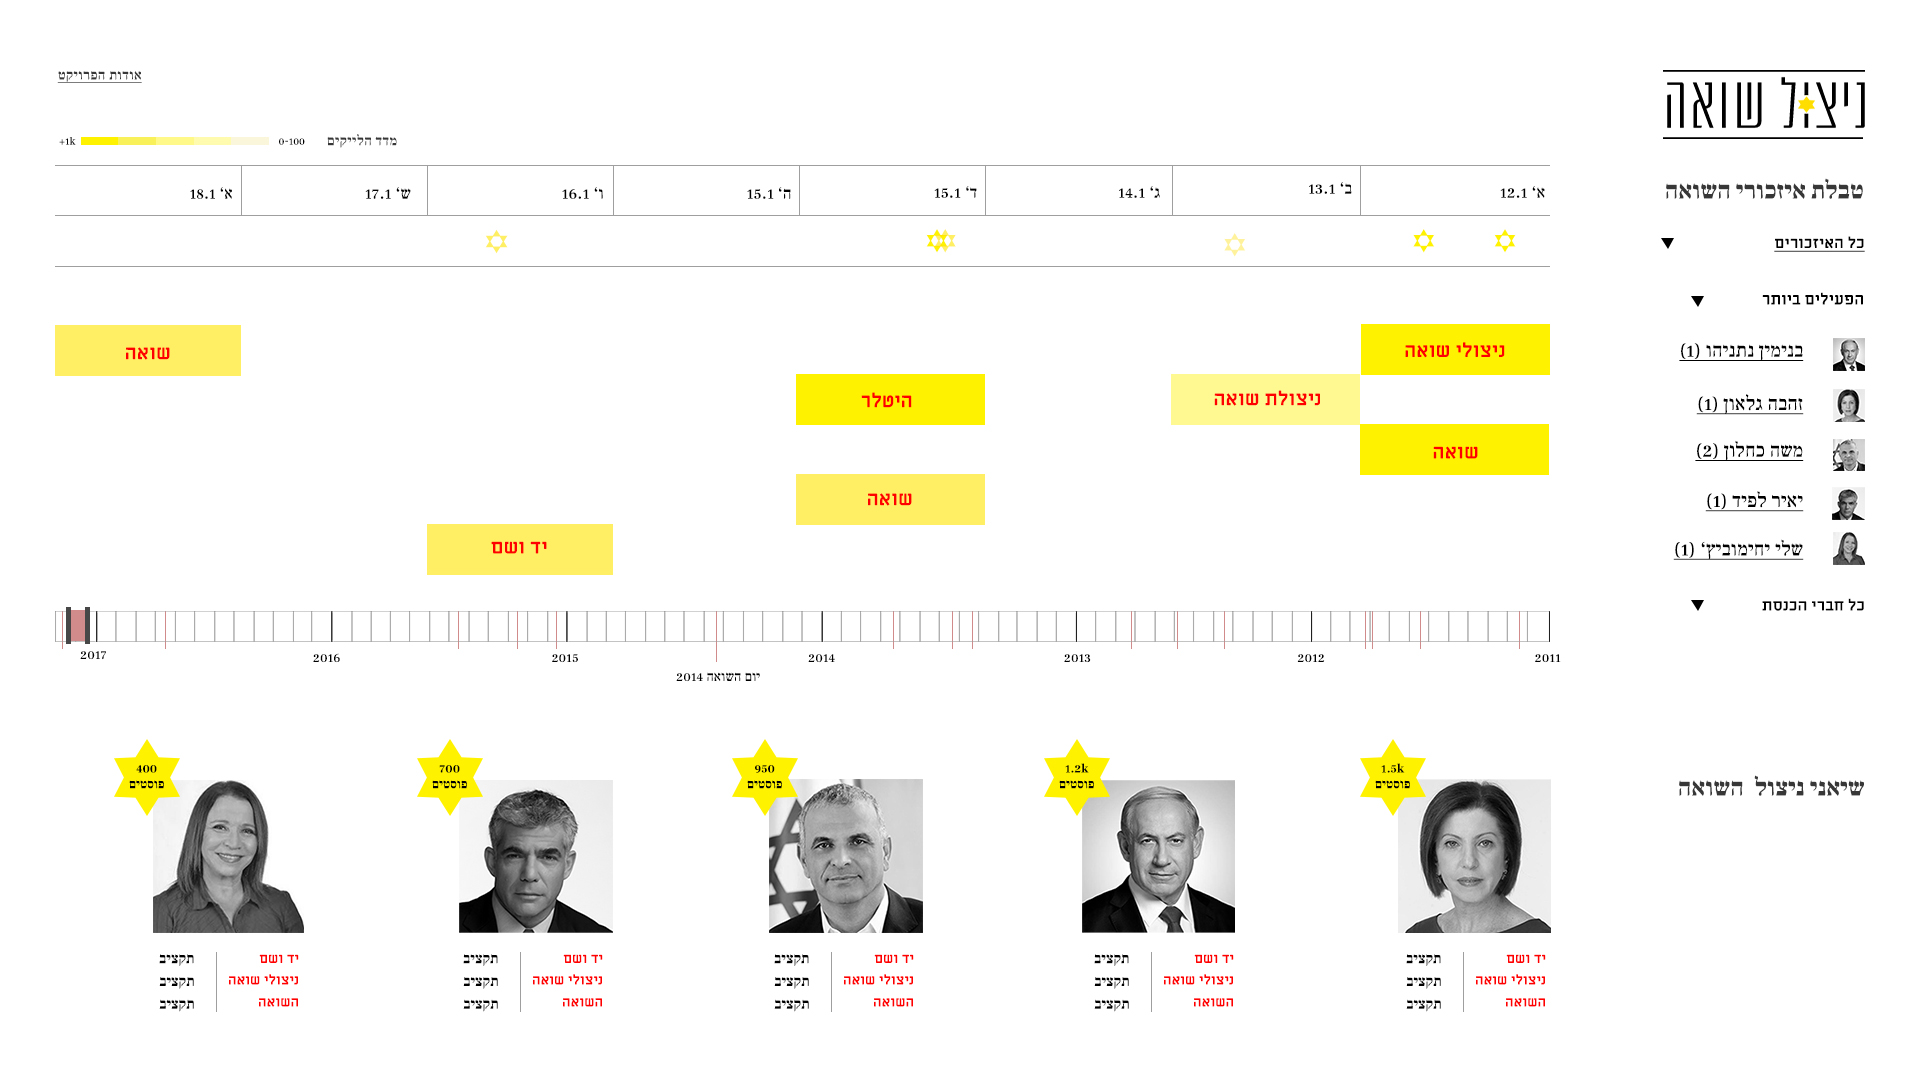 ניצול שואה
אודות הפרויקט
מדד הלייקים
0-100
+1k
טבלת איזכורי השואה
א' 12.1
ב' 13.1
ג' 14.1
ד' 15.1
ה' 15.1
ו' 16.1
ש' 17.1
א' 18.1
כל האיזכורים
הפעילים ביותר
בנימין נתניהו (1)
זהבה גלאון (1)
משה כחלון (2)
יאיר לפיד (1)
שלי יחימוביץ' (1)
כל חברי הכנסת
ניצולי שואה
שואה
ניצולת שואה
היטלר
שואה
שואה
יד ושם
שואה
2011
2012
2013
2014
2015
2016
2017
יום השואה 2014
שיאני ניצול השואה
1.5k
פוסטים
יד ושם
ניצולי שואה
השואה
תקציב
תקציב
תקציב
1.2k
פוסטים
יד ושם
ניצולי שואה
השואה
תקציב
תקציב
תקציב
950
פוסטים
יד ושם
ניצולי שואה
השואה
תקציב
תקציב
תקציב
700
פוסטים
יד ושם
ניצולי שואה
השואה
תקציב
תקציב
תקציב
400
פוסטים
יד ושם
ניצולי שואה
השואה
תקציב
תקציב
תקציב